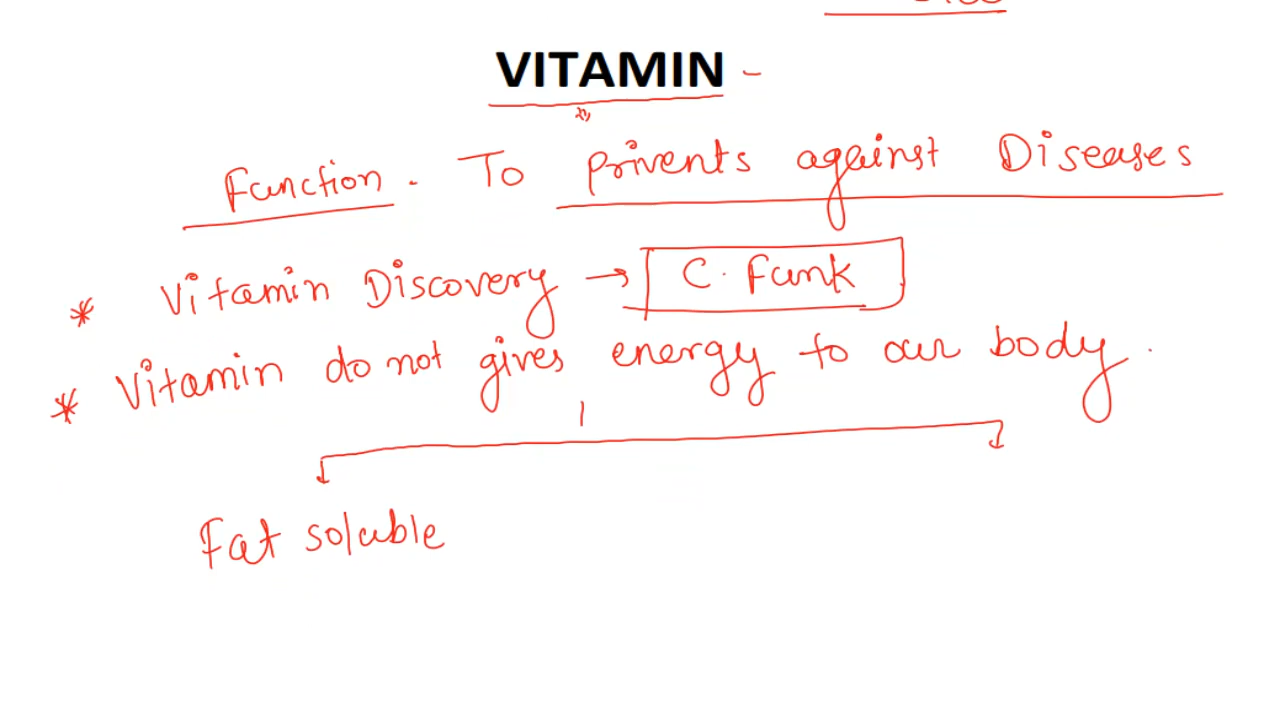 VITAMIN -
Function. To privents against Diseases
* Vitamin Discovery → C. Funk
* Vitamin do not gives energy to our body.
Fat soluble